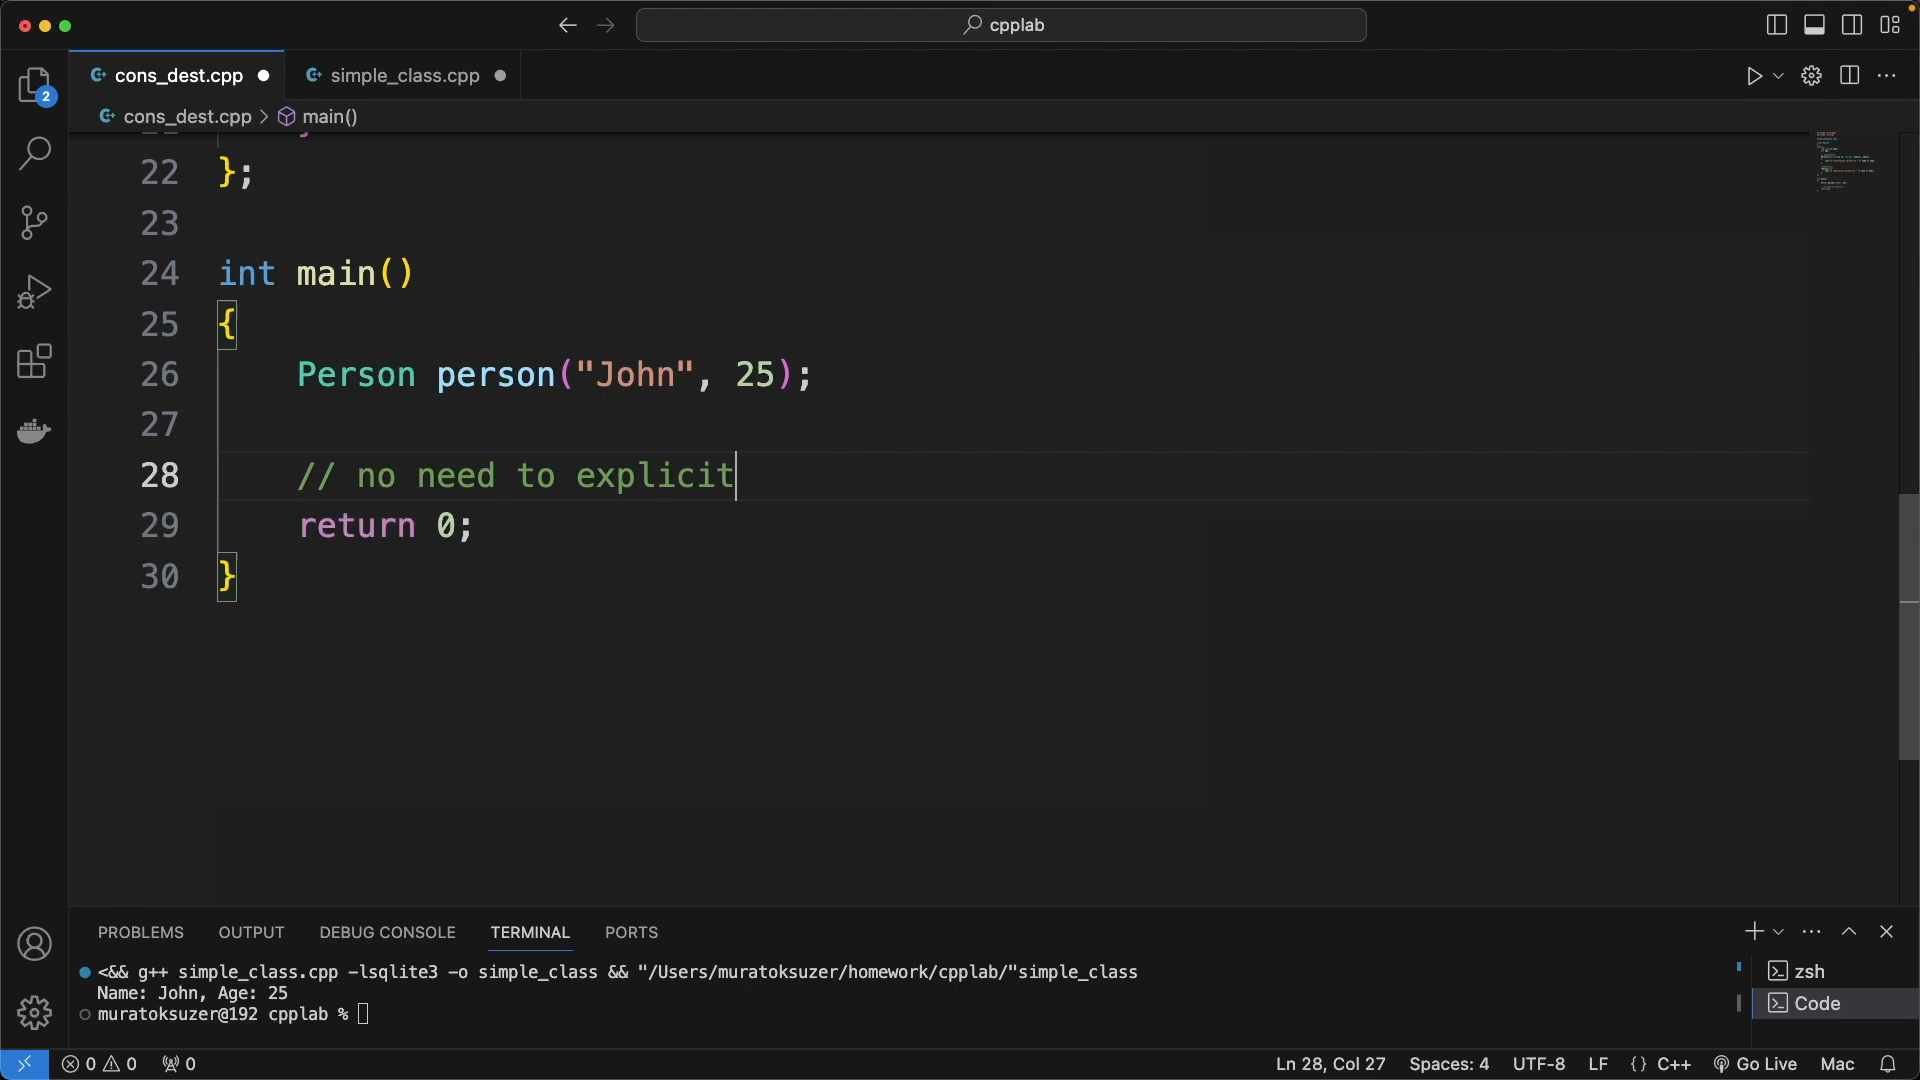 cpplab
cons_dest.cpp
simple_class.cpp
cons_dest.cpp > main()
2
22 };
23
24 int main()
25 {
26 Person person("John", 25);
27
28 // no need to explicit
29 return 0;
30 }
PROBLEMS OUTPUT DEBUG CONSOLE TERMINAL PORTS
<&& g++ simple_class.cpp -lsqlite3 -o simple_class && "/Users/muratoksuzer/homework/cpplab/"simple_class
Name: John, Age: 25
muratoksuzer@192 cpplab %
zsh
Code
0 0 0 Ln 28, Col 27 Spaces: 4 UTF-8 LF {} C++ Go Live Mac